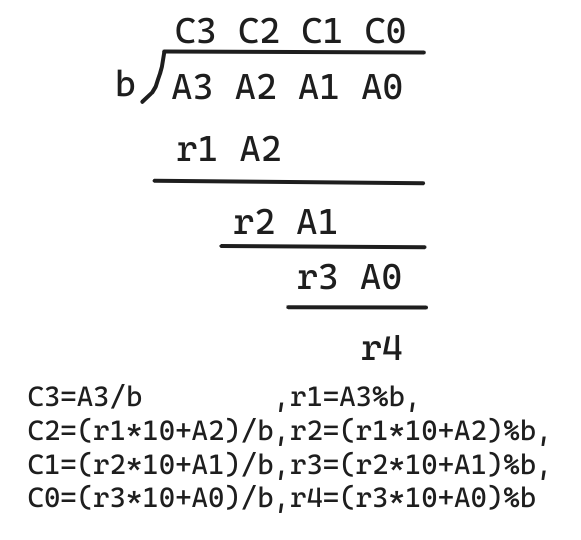 C3 C2 C1 C0
b A3 A2 A1 A0
r1 A2
r2 A1
r3 A0
r4
C3=A3/b ,r1=A3%b,
C2=(r1*10+A2)/b,r2=(r1*10+A2)%b,
C1=(r2*10+A1)/b,r3=(r2*10+A1)%b,
C0=(r3*10+A0)/b,r4=(r3*10+A0)%b